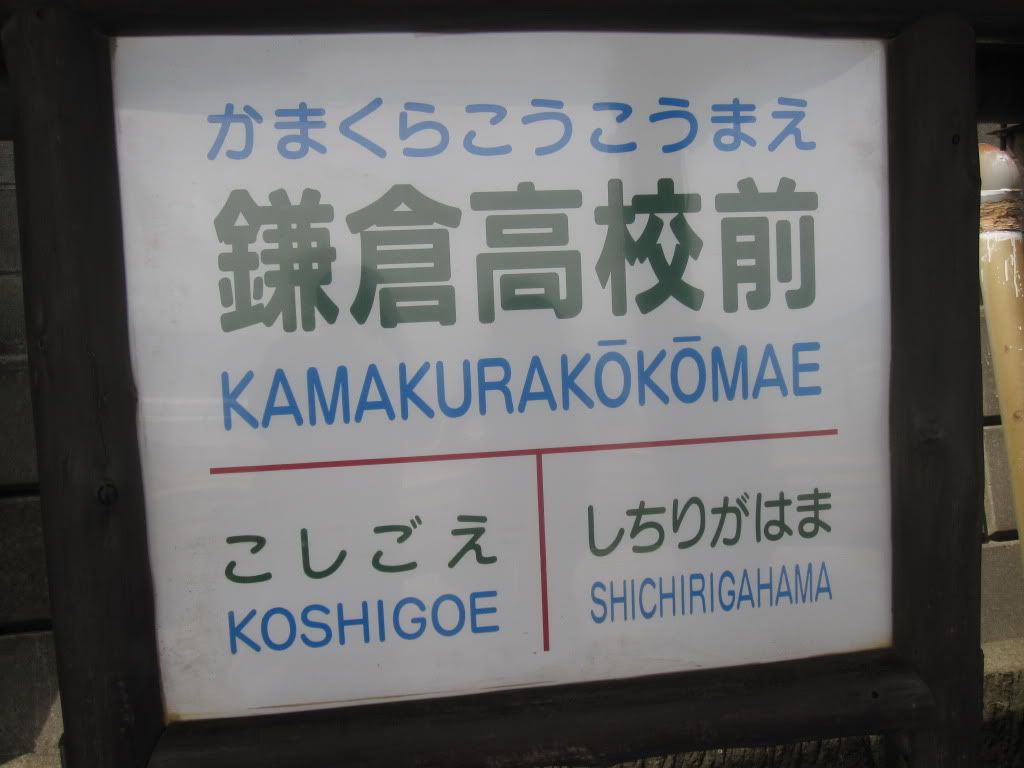 かまくらこうこうまえ
鎌倉高校前
KAMAKURAKŌKŌMAE
こしごえ
KOSHIGOE
しちりがはま
SHICHIRIGAHAMA